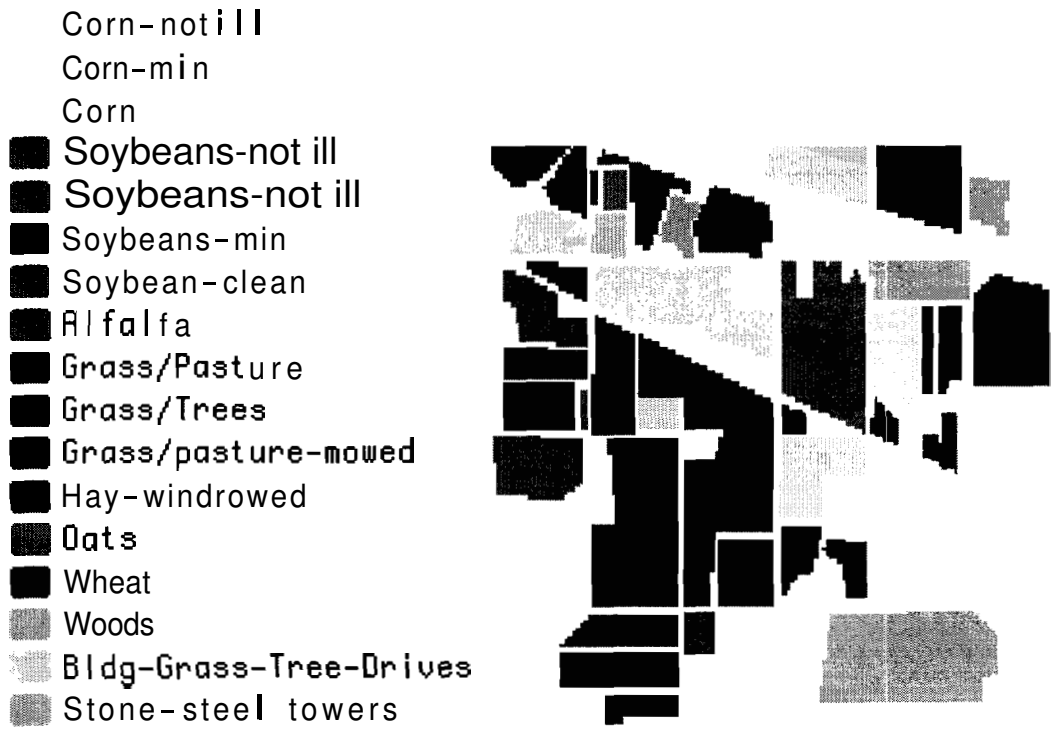 Corn-notill
Corn-min
Corn
Soybeans-not ill
Soybeans-not ill
Soybeans-min
Soybean-clean
Alfalfa
Grass/Pasture
Grass/Trees
Grass/pasture-mowed
Hay-windrowed
Oats
Wheat
Woods
Bldg-Grass-Tree-Drives
Stone-steel towers